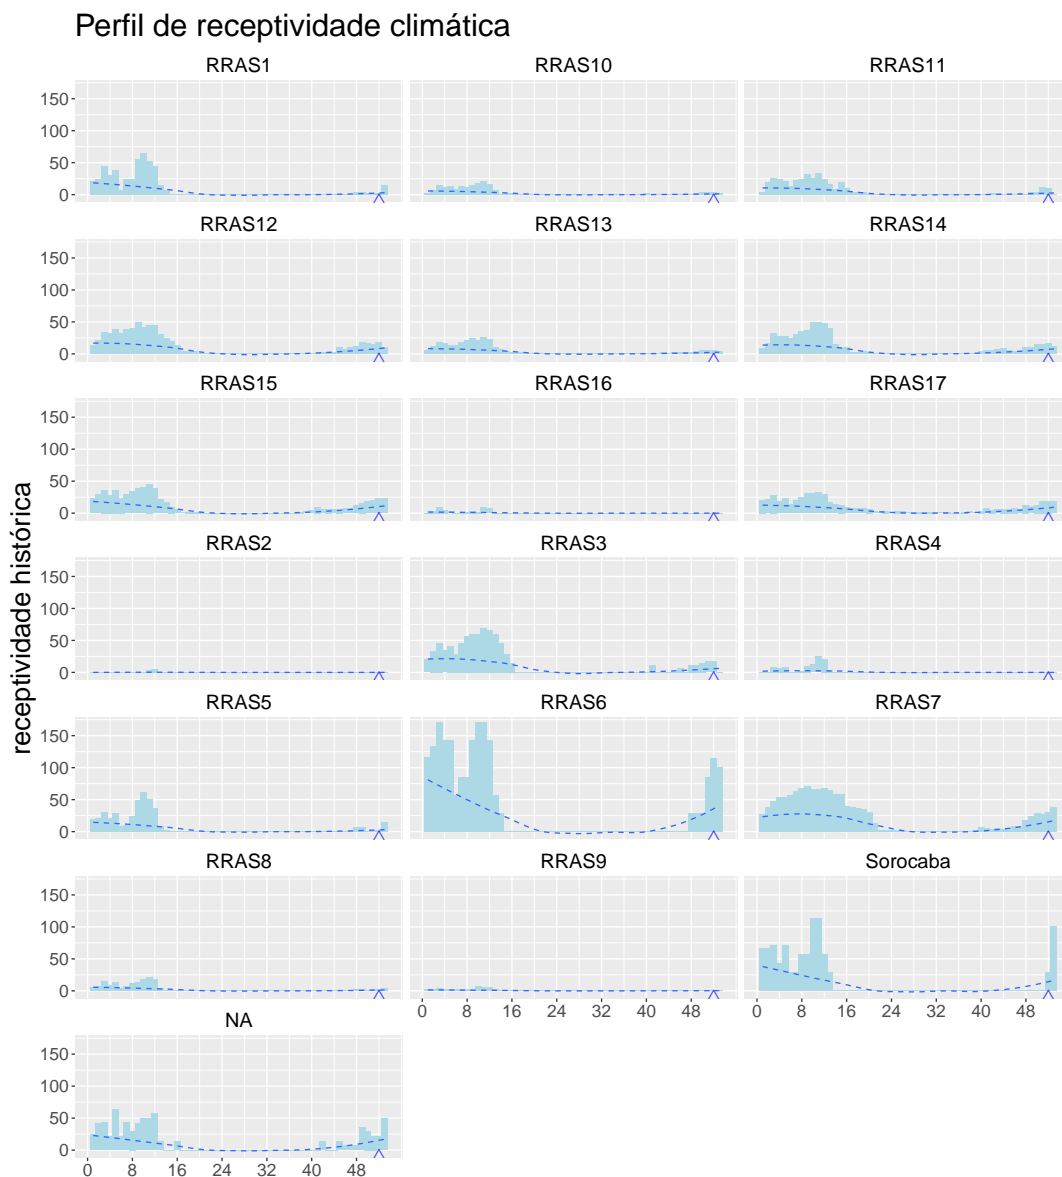 Perfil de receptividade climática
RRAS1 RRAS10 RRAS11
150
100
50
0
RRAS12 RRAS13 RRAS14
150
100
50
0
RRAS15 RRAS16 RRAS17
150
100
50
0
receptividade histórica
RRAS2 RRAS3 RRAS4
150
100
50
0
RRAS5 RRAS6 RRAS7
150
100
50
0
RRAS8 RRAS9 Sorocaba
150
100
50
0
0 8 16 24 32 40 48 0 8 16 24 32 40 48
NA
150
100
50
0
0 8 16 24 32 40 48